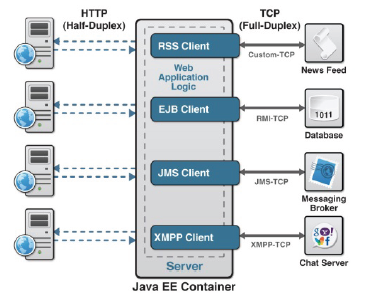 HTTP
(Half-Duplex)
TCP
(Full-Duplex)
RSS Client
Custom-TCP
News Feed
Web
Application
Logic
EJB Client
RMI-TCP
1011
Database
JMS Client
JMS-TCP
Messaging
Broker
XMPP Client
XMPP-TCP
Y!
Chat Server
Server
Java EE Container